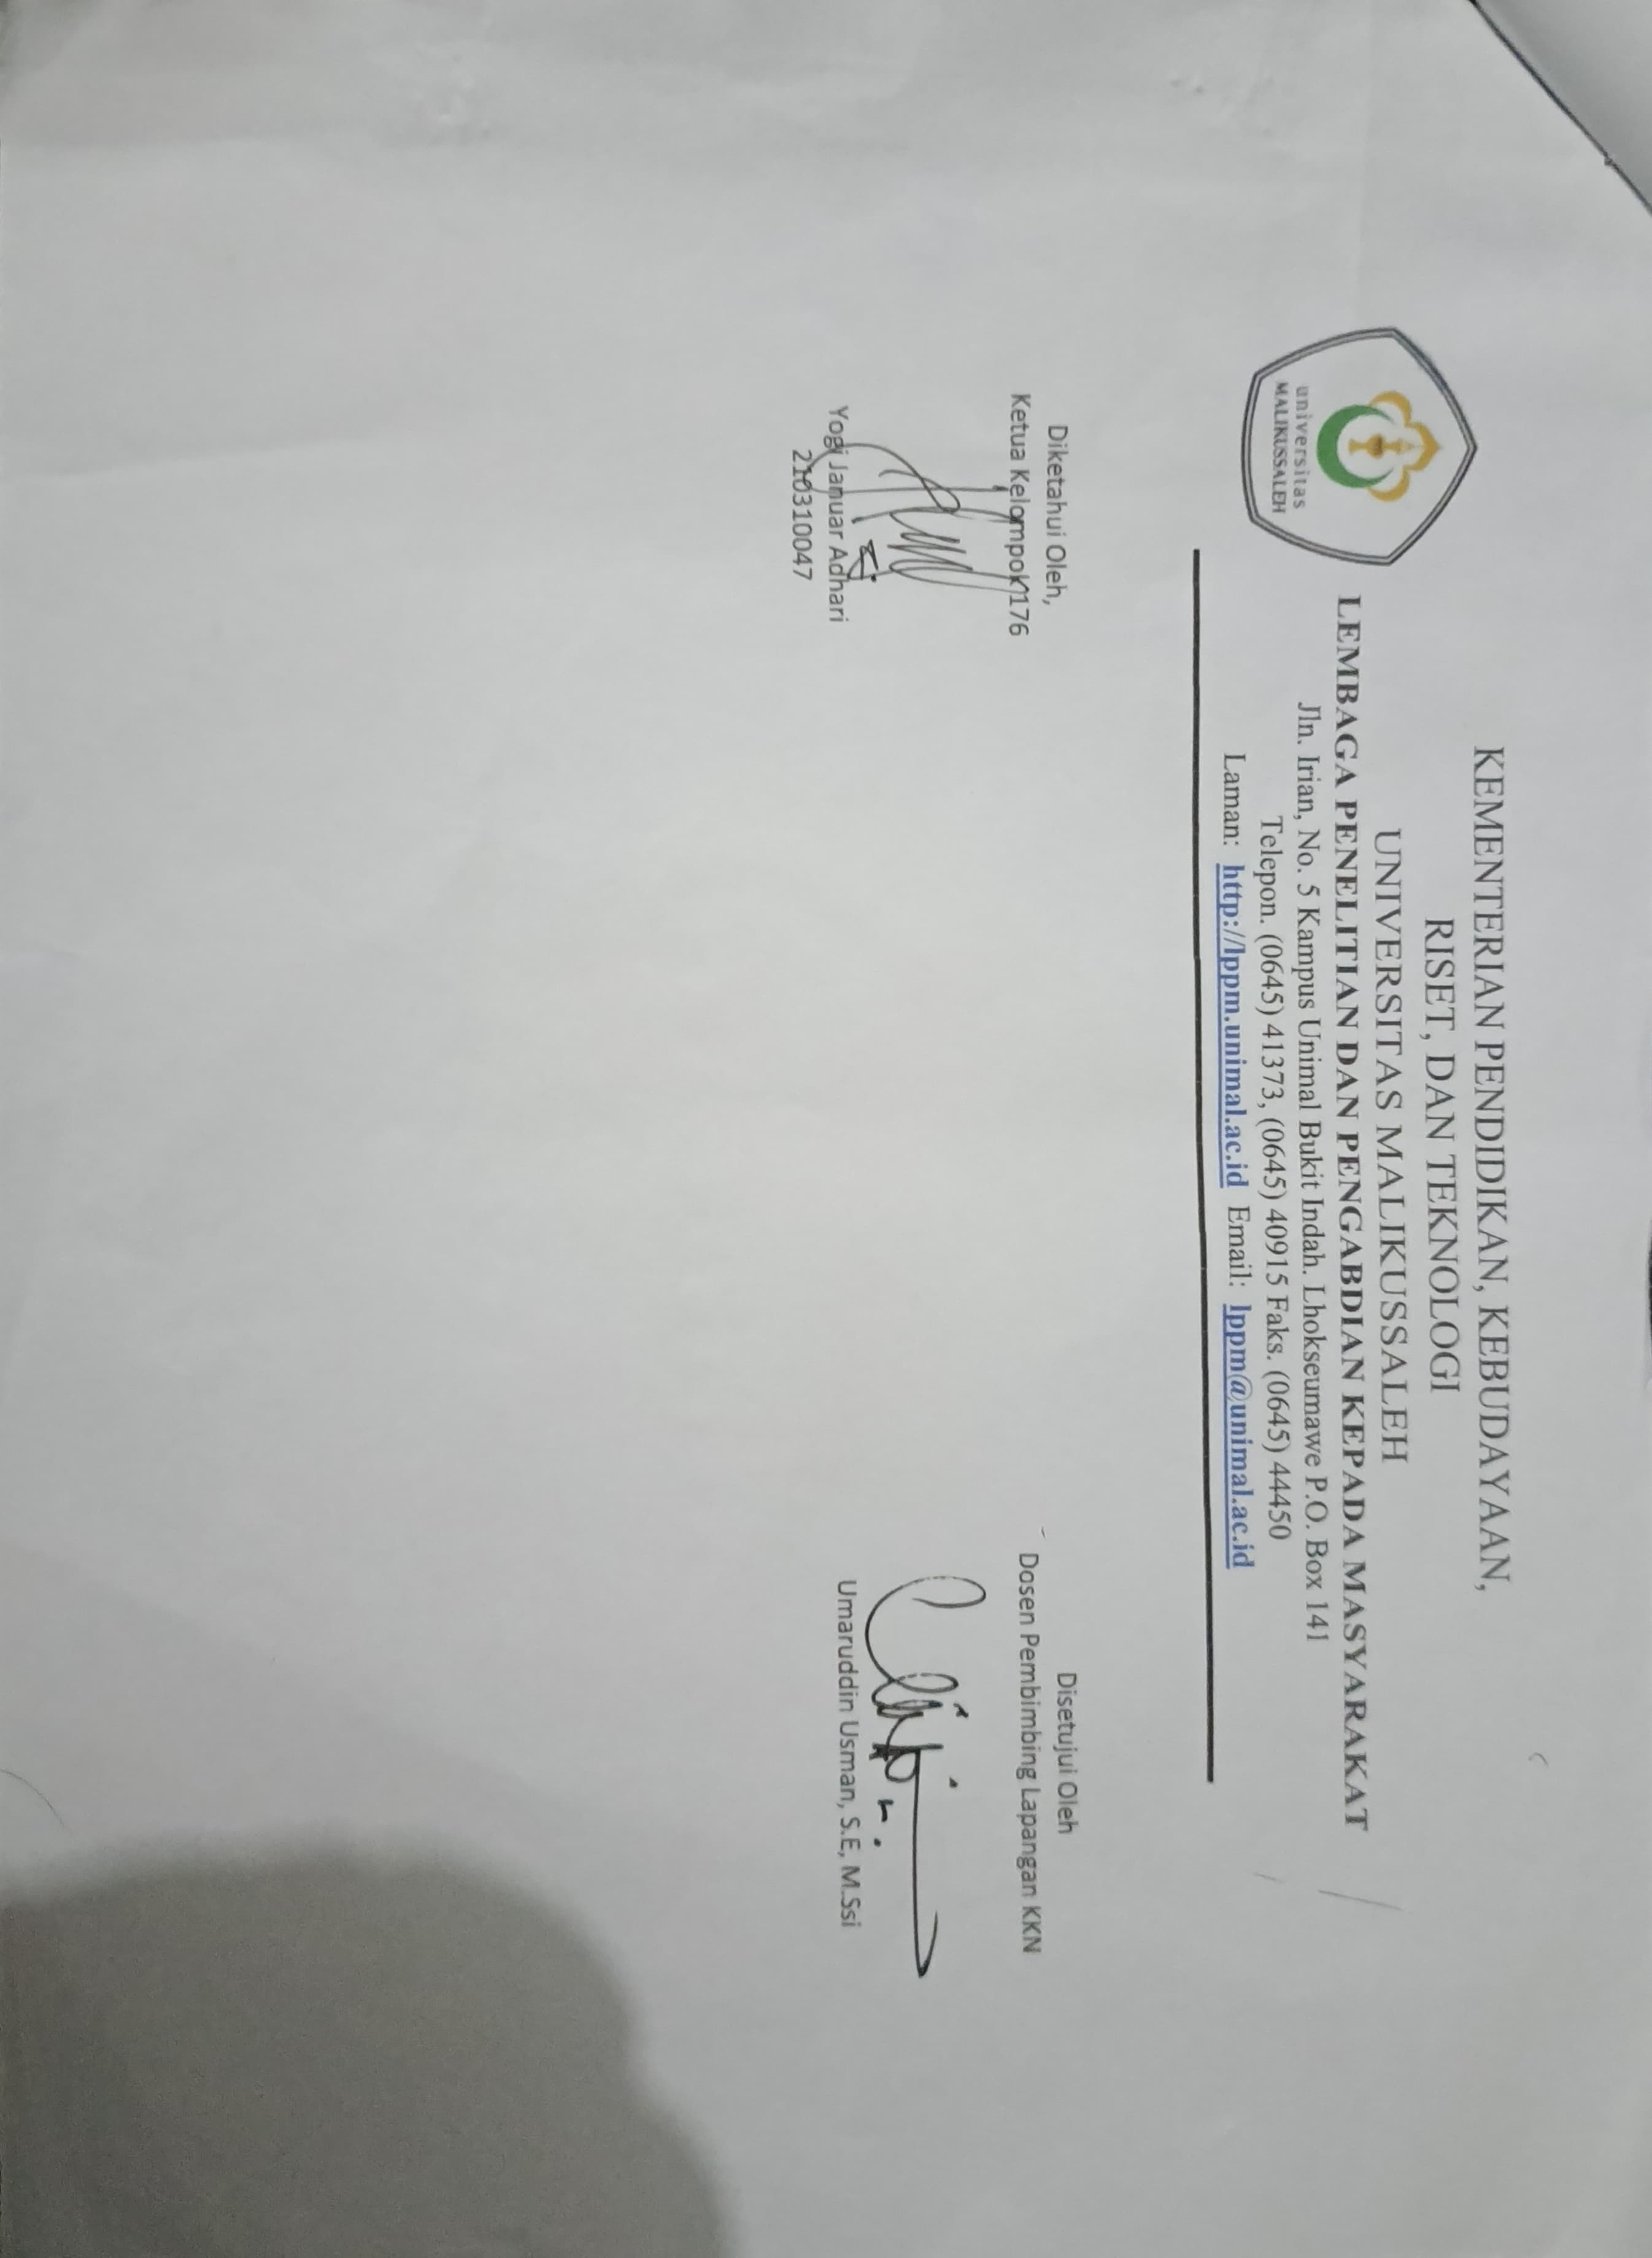 universitas
MALIKUSSALEH
KEMENTERIAN PENDIDIKAN, KEBUDAYAAN,
RISET, DAN TEKNOLOGI
UNIVERSITAS MALIKUSSALEH
LEMBAGA PENELITIAN DAN PENGABDIAN KEPADA MASYARAKAT
Jln. Irian, No. 5 Kampus Unimal Bukit Indah. Lhokseumawe P.O. Box 141
Telepon. (0645) 41373, (0645) 40915 Faks. (0645) 44450
Laman: http://lppm.unimal.ac.id Email: lppm@unimal.ac.id
Diketahui Oleh,
Ketua Kelompok 176
Yogi Januar Adhari
210310047
Disetujui Oleh
Dosen Pembimbing Lapangan KKN
Umaruddin Usman, S.E, M.Ssi